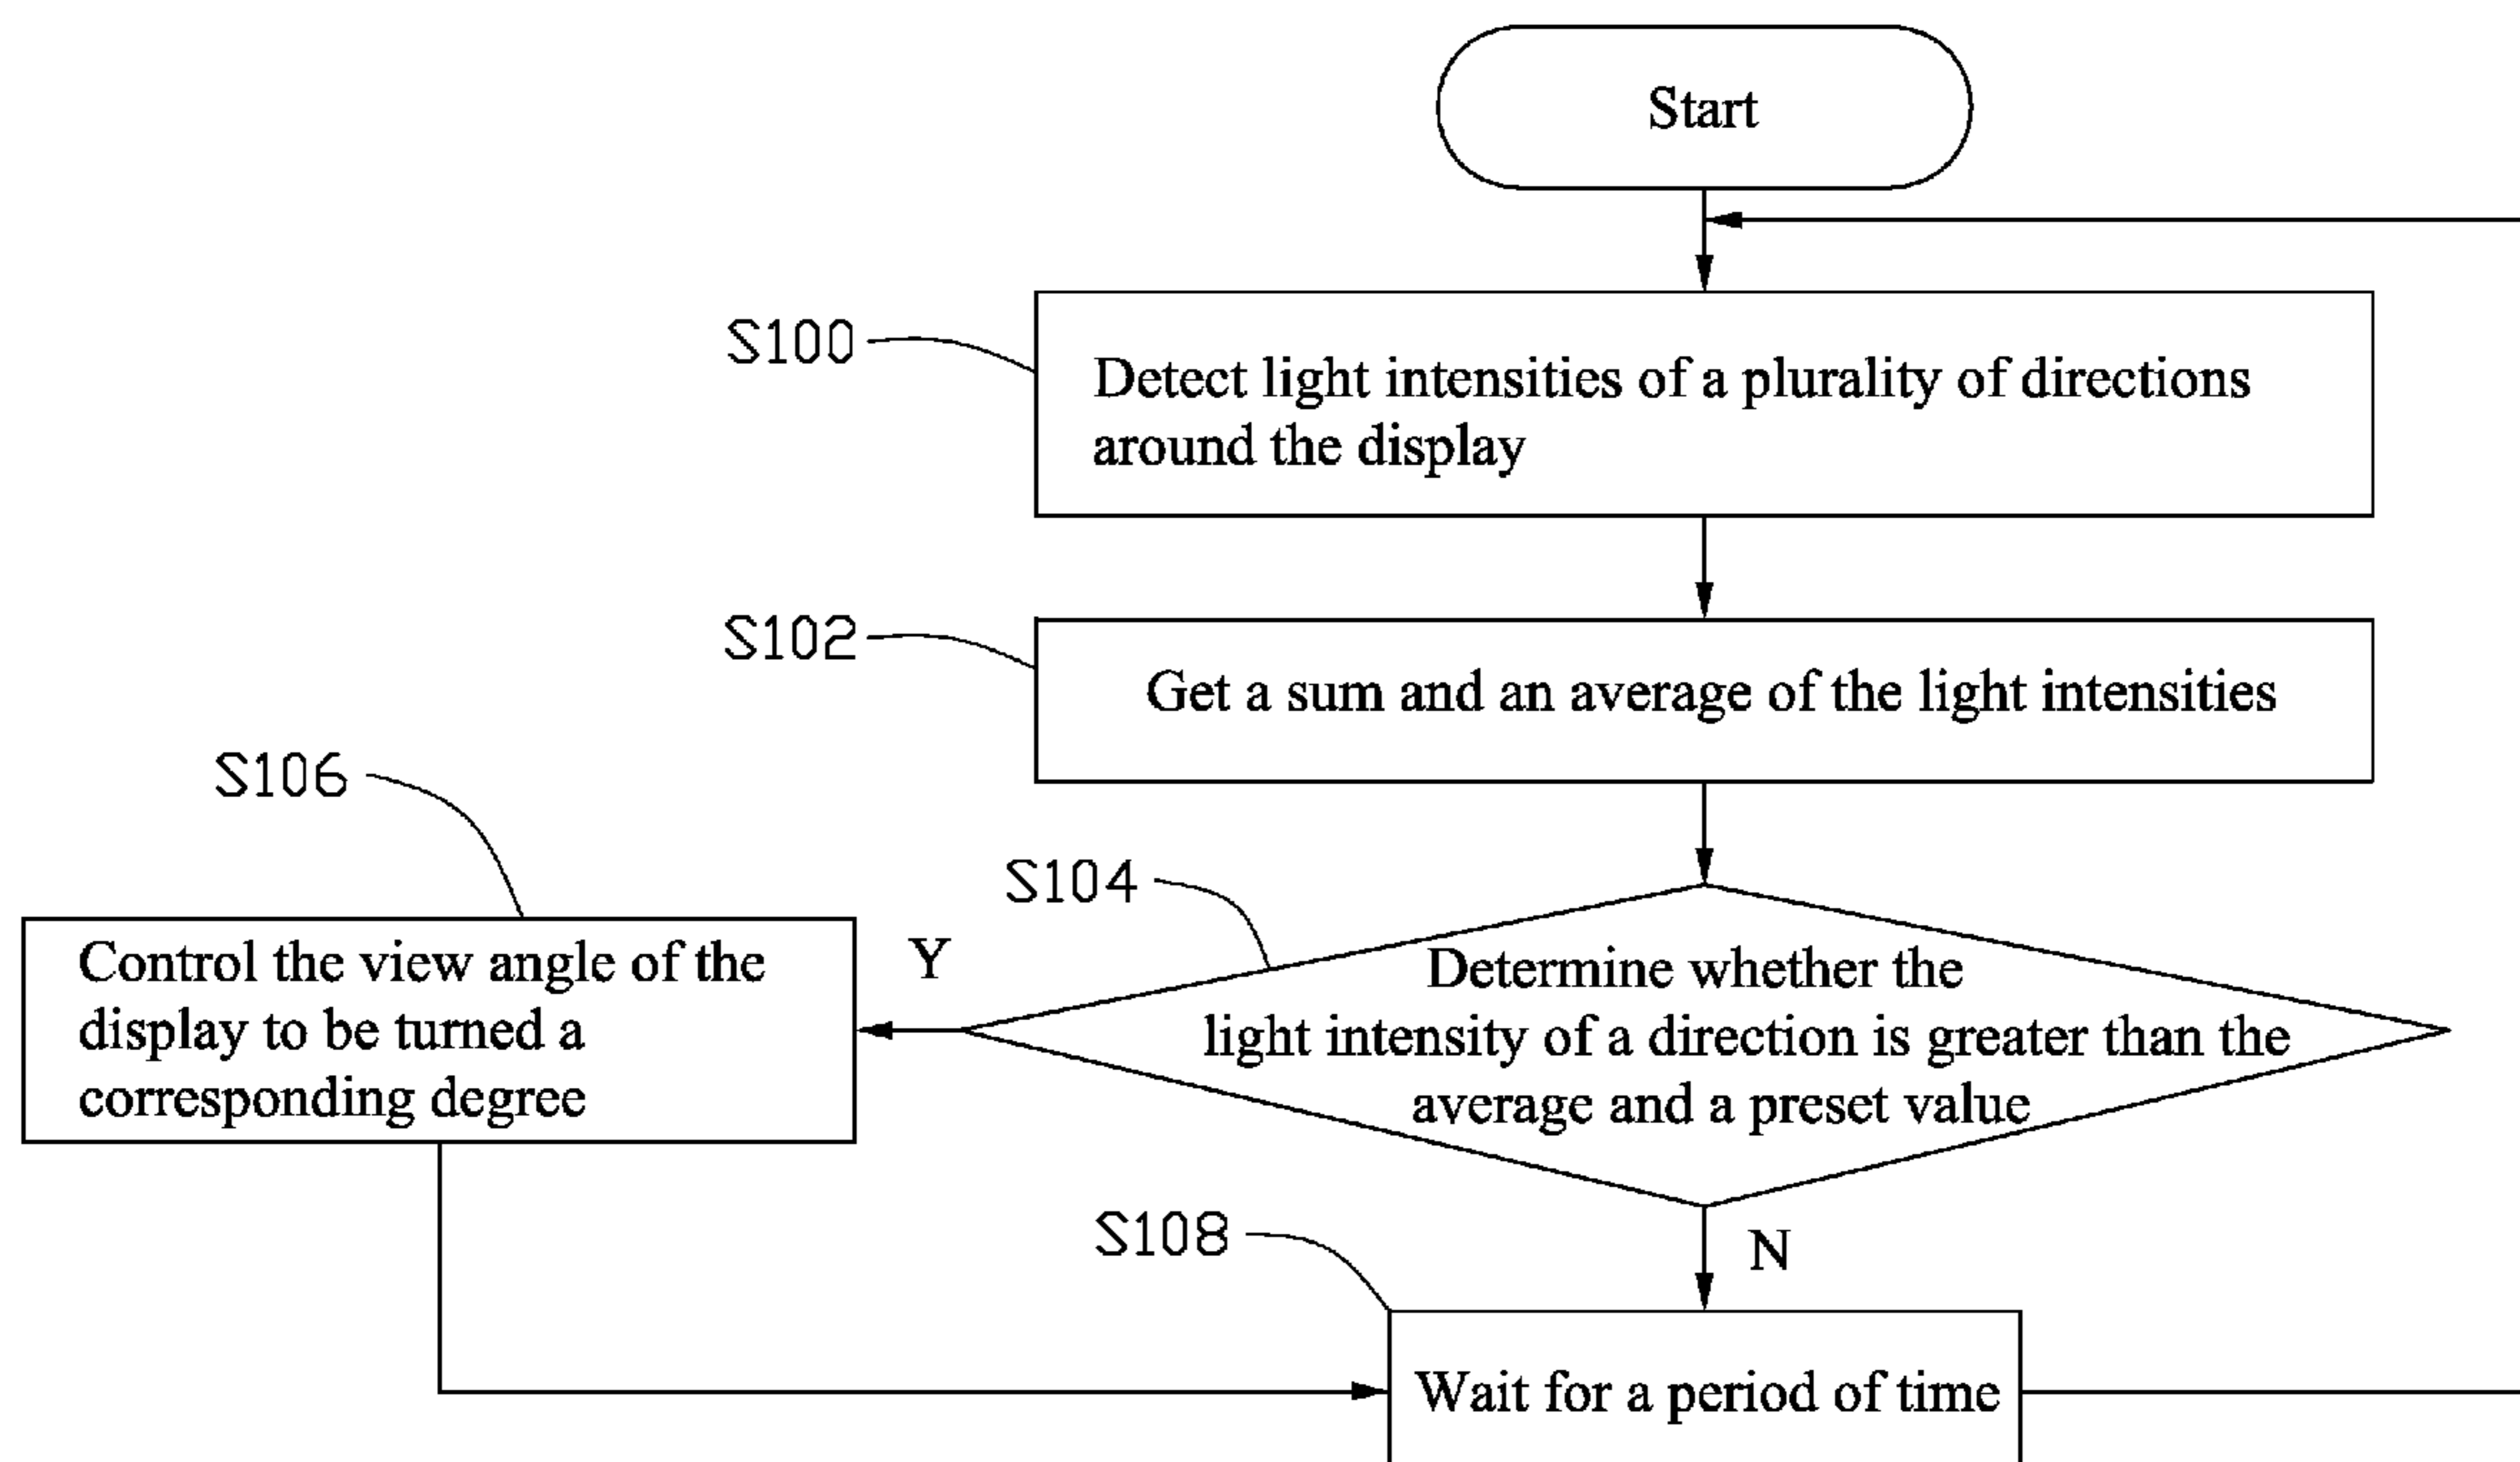 Start
S100
Detect light intensities of a plurality of directions
around the display
S102
Get a sum and an average of the light intensities
S106
S104
Control the view angle of the
display to be turned a
corresponding degree
Y
Determine whether the
light intensity of a direction is greater than the
average and a preset value
S108
N
Wait for a period of time